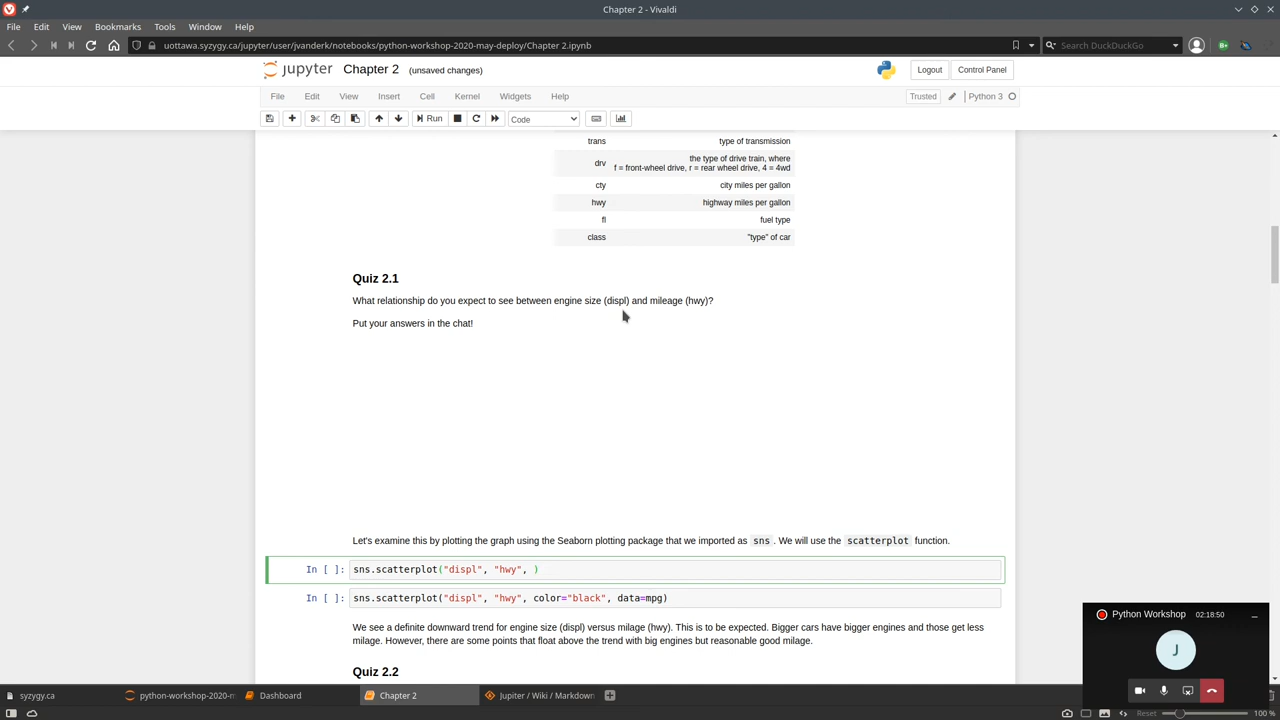 Chapter 2 - Vivaldi
File Edit View Bookmarks Tools Window Help
uottawa.syzygy.ca/jupyter/user/jvanderk/notebooks/python-workshop-2020-may-deploy/Chapter 2.ipynb
Search DuckDuckGo
jupyter Chapter 2 (unsaved changes)
Logout Control Panel
File Edit View Insert Cell Kernel Widgets Help
Trusted Python 3
Run Code
trans type of transmission
drv the type of drive train, where
f = front-wheel drive, r = rear wheel drive, 4 = 4wd
cty city miles per gallon
hwy highway miles per gallon
fl fuel type
class "type" of car
Quiz 2.1
What relationship do you expect to see between engine size (displ) and mileage (hwy)?
Put your answers in the chat!
Let's examine this by plotting the graph using the Seaborn plotting package that we imported as sns . We will use the scatterplot function.
In [ ]: sns.scatterplot("displ", "hwy", )
In [ ]: sns.scatterplot("displ", "hwy", color="black", data=mpg)
We see a definite downward trend for engine size (displ) versus milage (hwy). This is to be expected. Bigger cars have bigger engines and those get less
milage. However, there are some points that float above the trend with big engines but reasonable good milage.
Quiz 2.2
Python Workshop 02:18:50
J
syzygy.ca python-workshop-2020-m Dashboard Chapter 2 Jupiter / Wiki / Markdown
Reset 100 %